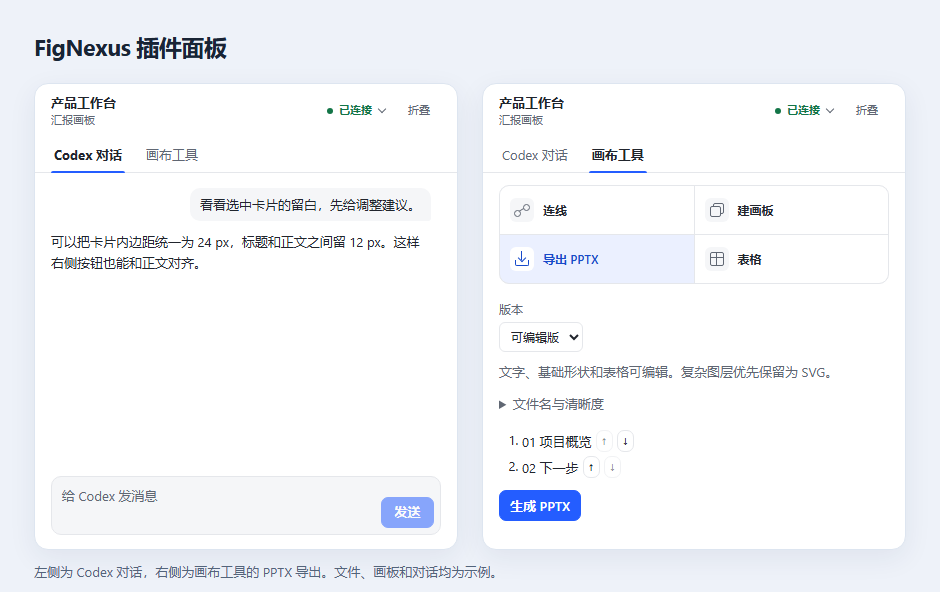 FigNexus 插件面板
产品工作台
汇报画板
已连接
折叠
Codex 对话
画布工具
看看选中卡片的留白，先给调整建议。
可以把卡片内边距统一为 24 px，标题和正文之间留 12 px。这样
右侧按钮也能和正文对齐。
给 Codex 发消息
发送
产品工作台
汇报画板
已连接
折叠
Codex 对话
画布工具
连线
建画板
导出 PPTX
表格
版本
可编辑版
文字、基础形状和表格可编辑。复杂图层优先保留为 SVG。
文件名与清晰度
1. 01 项目概览 ↑ ↓
2. 02 下一步 ↑ ↓
生成 PPTX
左侧为 Codex 对话，右侧为画布工具的 PPTX 导出。文件、画板和对话均为示例。